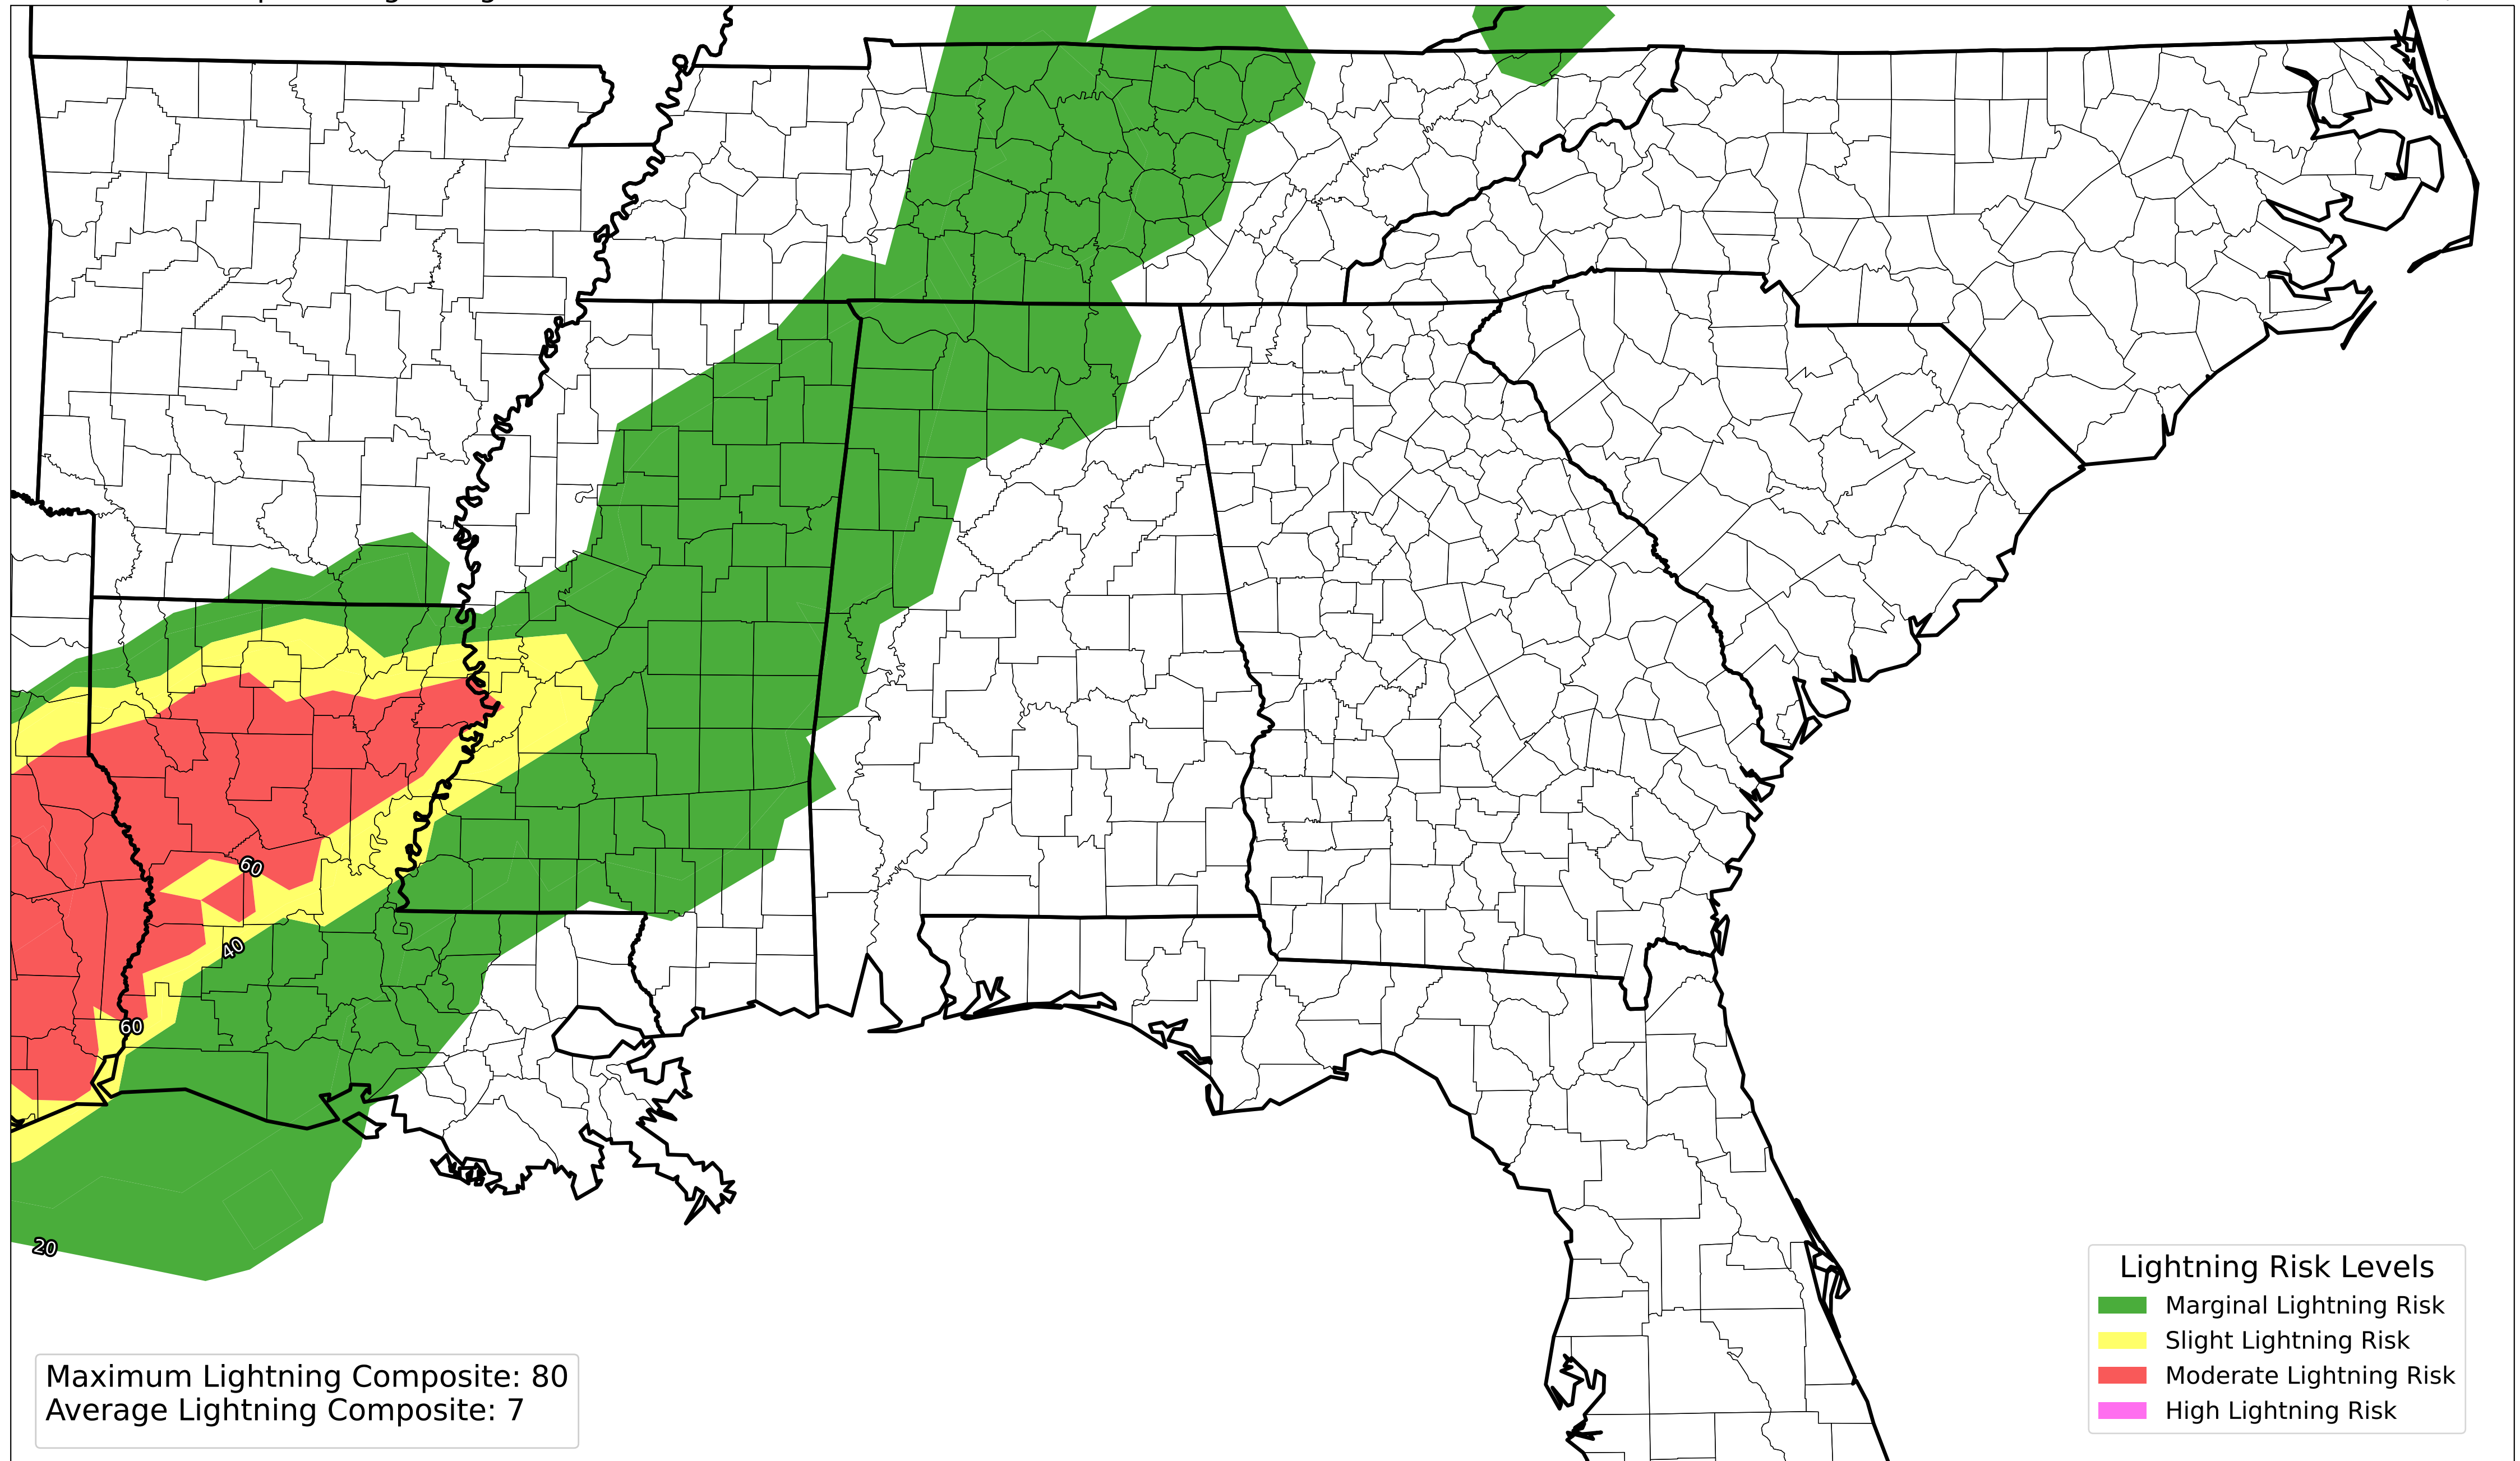 60
40
60
20
Lightning Risk Levels
Marginal Lightning Risk
Slight Lightning Risk
Moderate Lightning Risk
High Lightning Risk
Maximum Lightning Composite: 80
Average Lightning Composite: 7